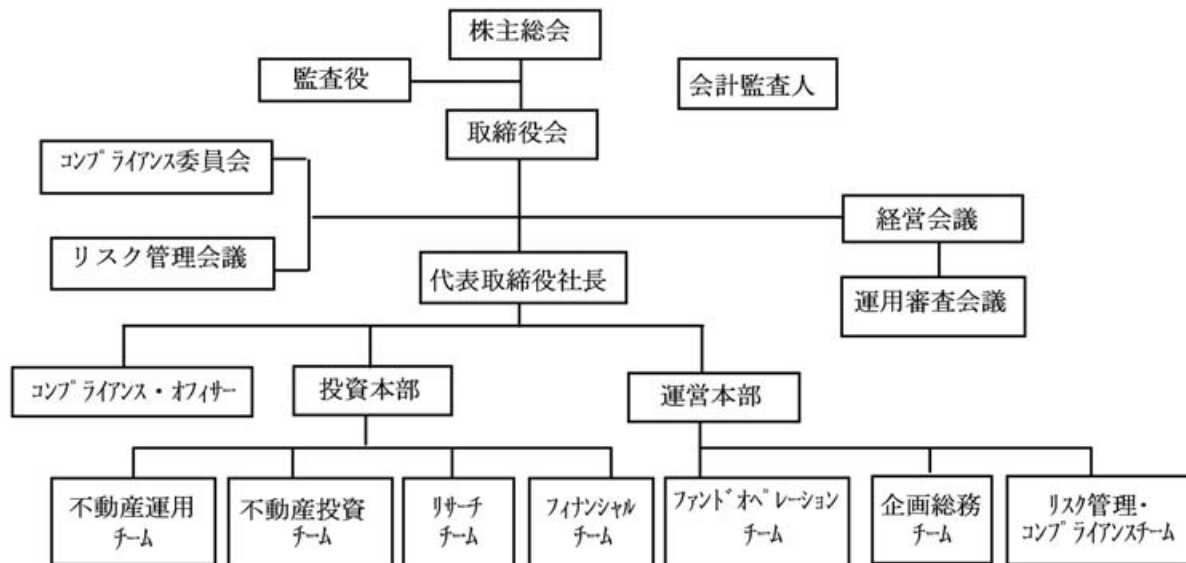 株主総会
監査役
会計監査人
取締役会
ｺﾝﾌﾟﾗｲｱﾝｽ委員会
経営会議
リスク管理会議
代表取締役社長
運用審査会議
ｺﾝﾌﾟﾗｲｱﾝｽ・ｵﾌｨｻｰ
投資本部
運営本部
不動産運用
ﾁｰﾑ
不動産投資
ﾁｰﾑ
ﾘｻｰﾁ
ﾁｰﾑ
ﾌｨﾅﾝｼｬﾙ
ﾁｰﾑ
ﾌｧﾝﾄﾞｵﾍﾟﾚｰｼｮﾝ
ﾁｰﾑ
企画総務
ﾁｰﾑ
ﾘｽｸ管理・
ｺﾝﾌﾟﾗｲｱﾝｽﾁｰﾑ